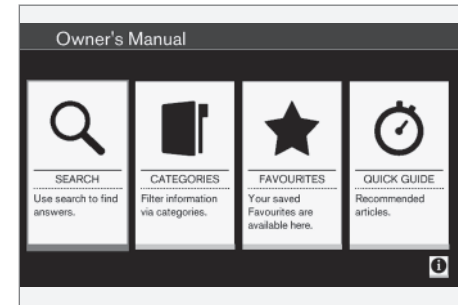 Owner's Manual
SEARCH
Use search to find
answers.
CATEGORIES
Filter information
via categories.
FAVOURITES
Your saved
Favourites are
available here.
QUICK GUIDE
Recommended
articles.
i